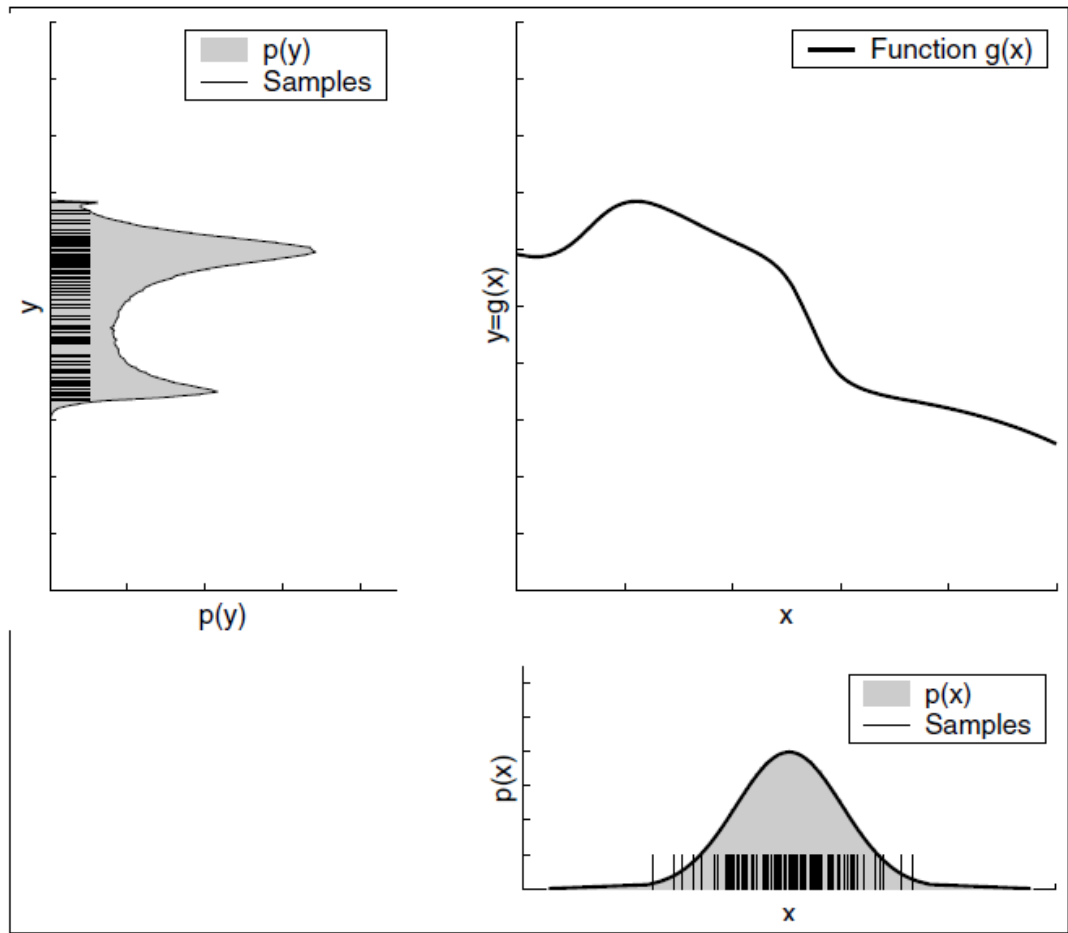 p(y)
Samples
y
p(y)
Function g(x)
y=g(x)
x
p(x)
Samples
p(x)
x